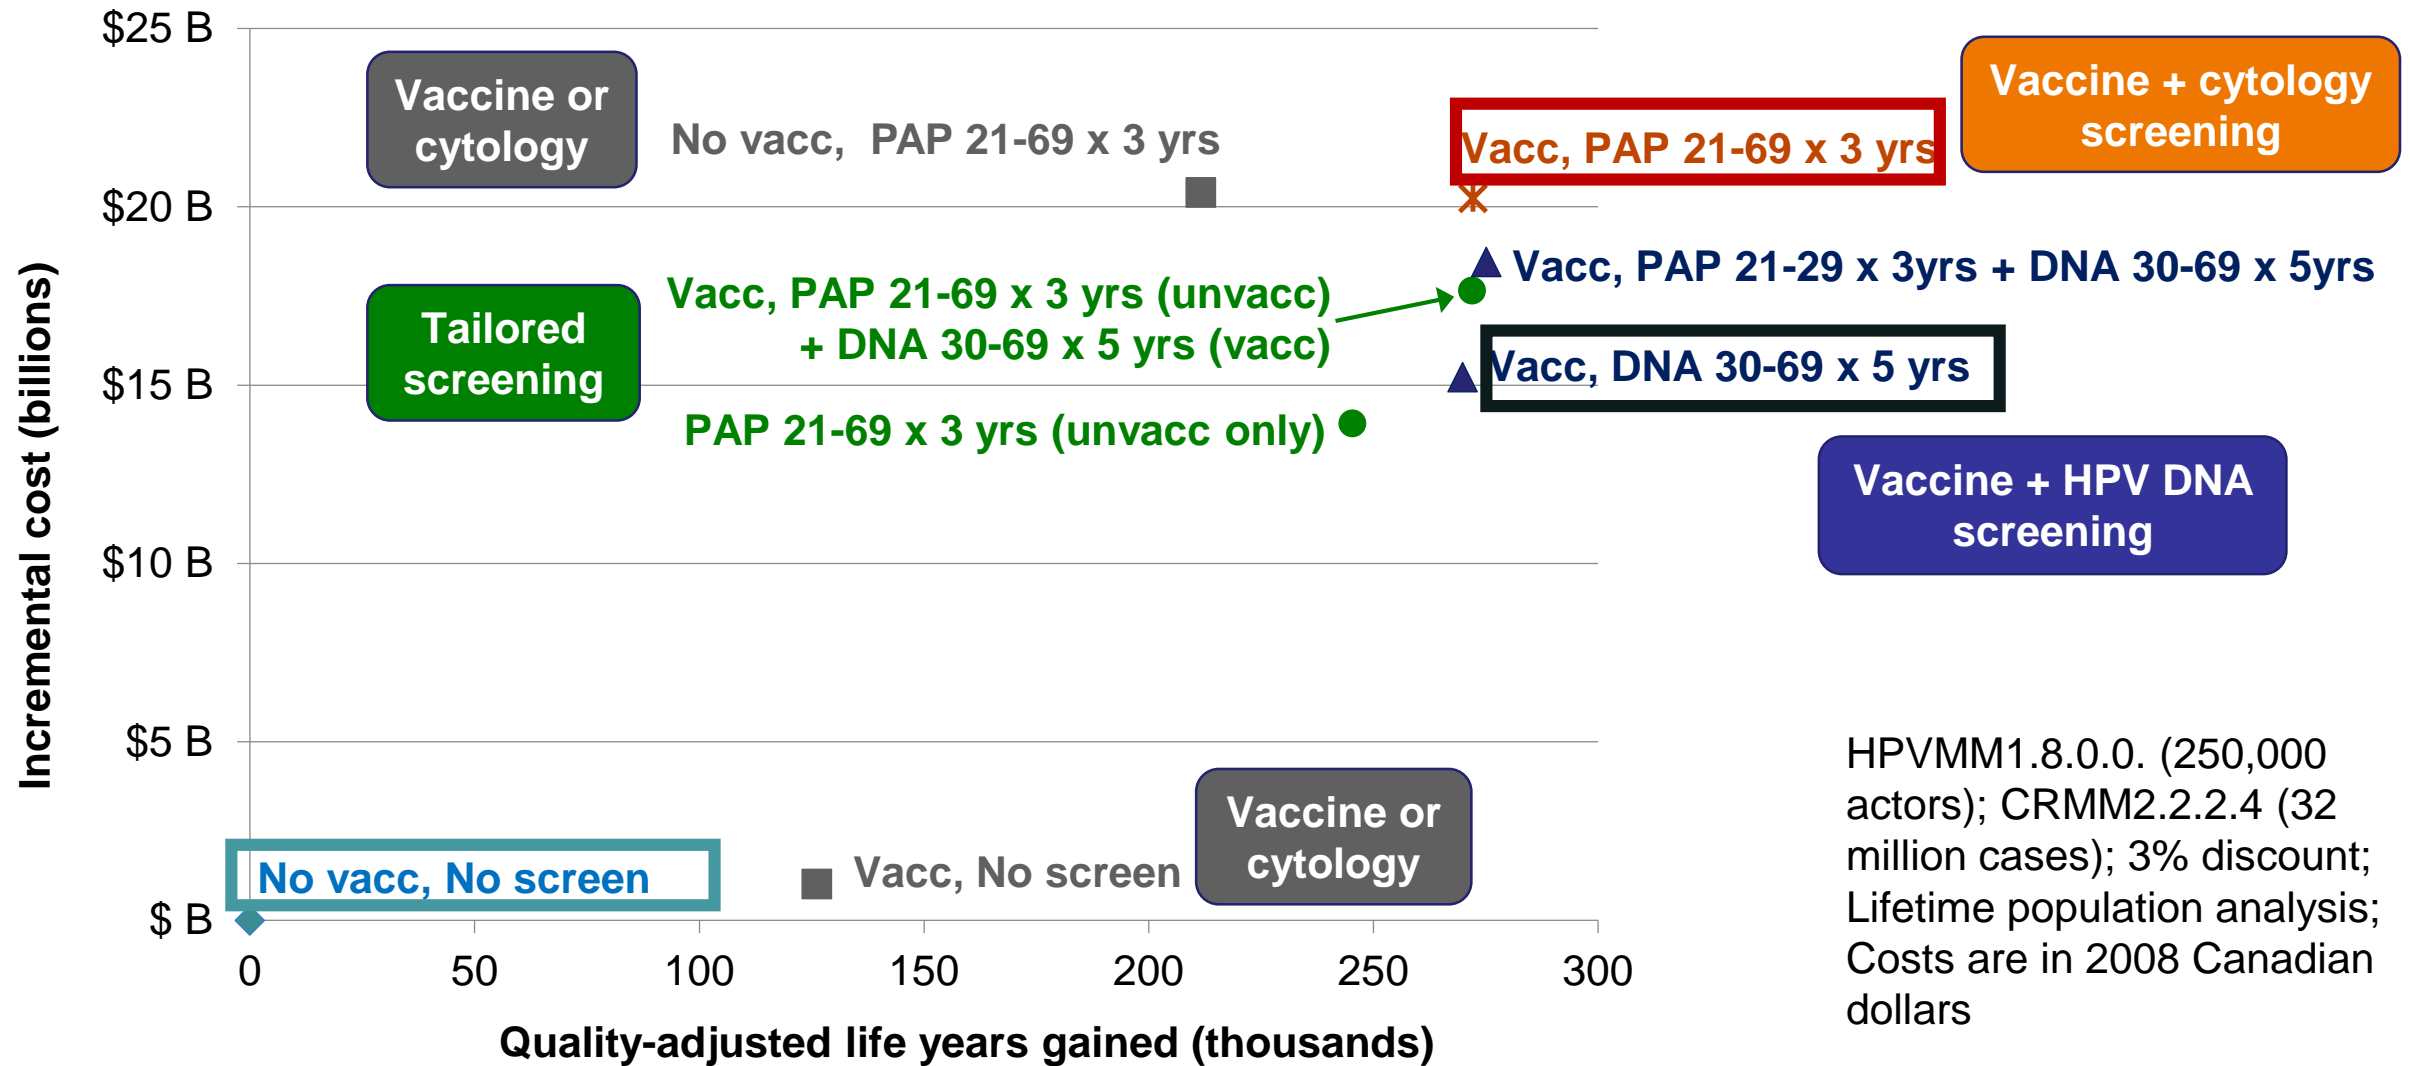 $25 B
$20 B
$15 B
$10 B
$5 B
$ B
Incremental cost (billions)
Vaccine or
cytology
No vacc,  PAP 21-69 x 3 yrs
Vacc, PAP 21-69 x 3 yrs
Vaccine + cytology
screening
Vacc, PAP 21-29 x 3yrs + DNA 30-69 x 5yrs
Tailored
screening
Vacc, PAP 21-69 x 3 yrs (unvacc)
+ DNA 30-69 x 5 yrs (vacc)
Vacc, DNA 30-69 x 5 yrs
PAP 21-69 x 3 yrs (unvacc only)
Vaccine + HPV DNA
screening
No vacc, No screen
Vacc, No screen
Vaccine or
cytology
HPVMM1.8.0.0. (250,000
actors); CRMM2.2.2.4 (32
million cases); 3% discount;
Lifetime population analysis;
Costs are in 2008 Canadian
dollars
0 50 100 150 200 250 300
Quality-adjusted life years gained (thousands)